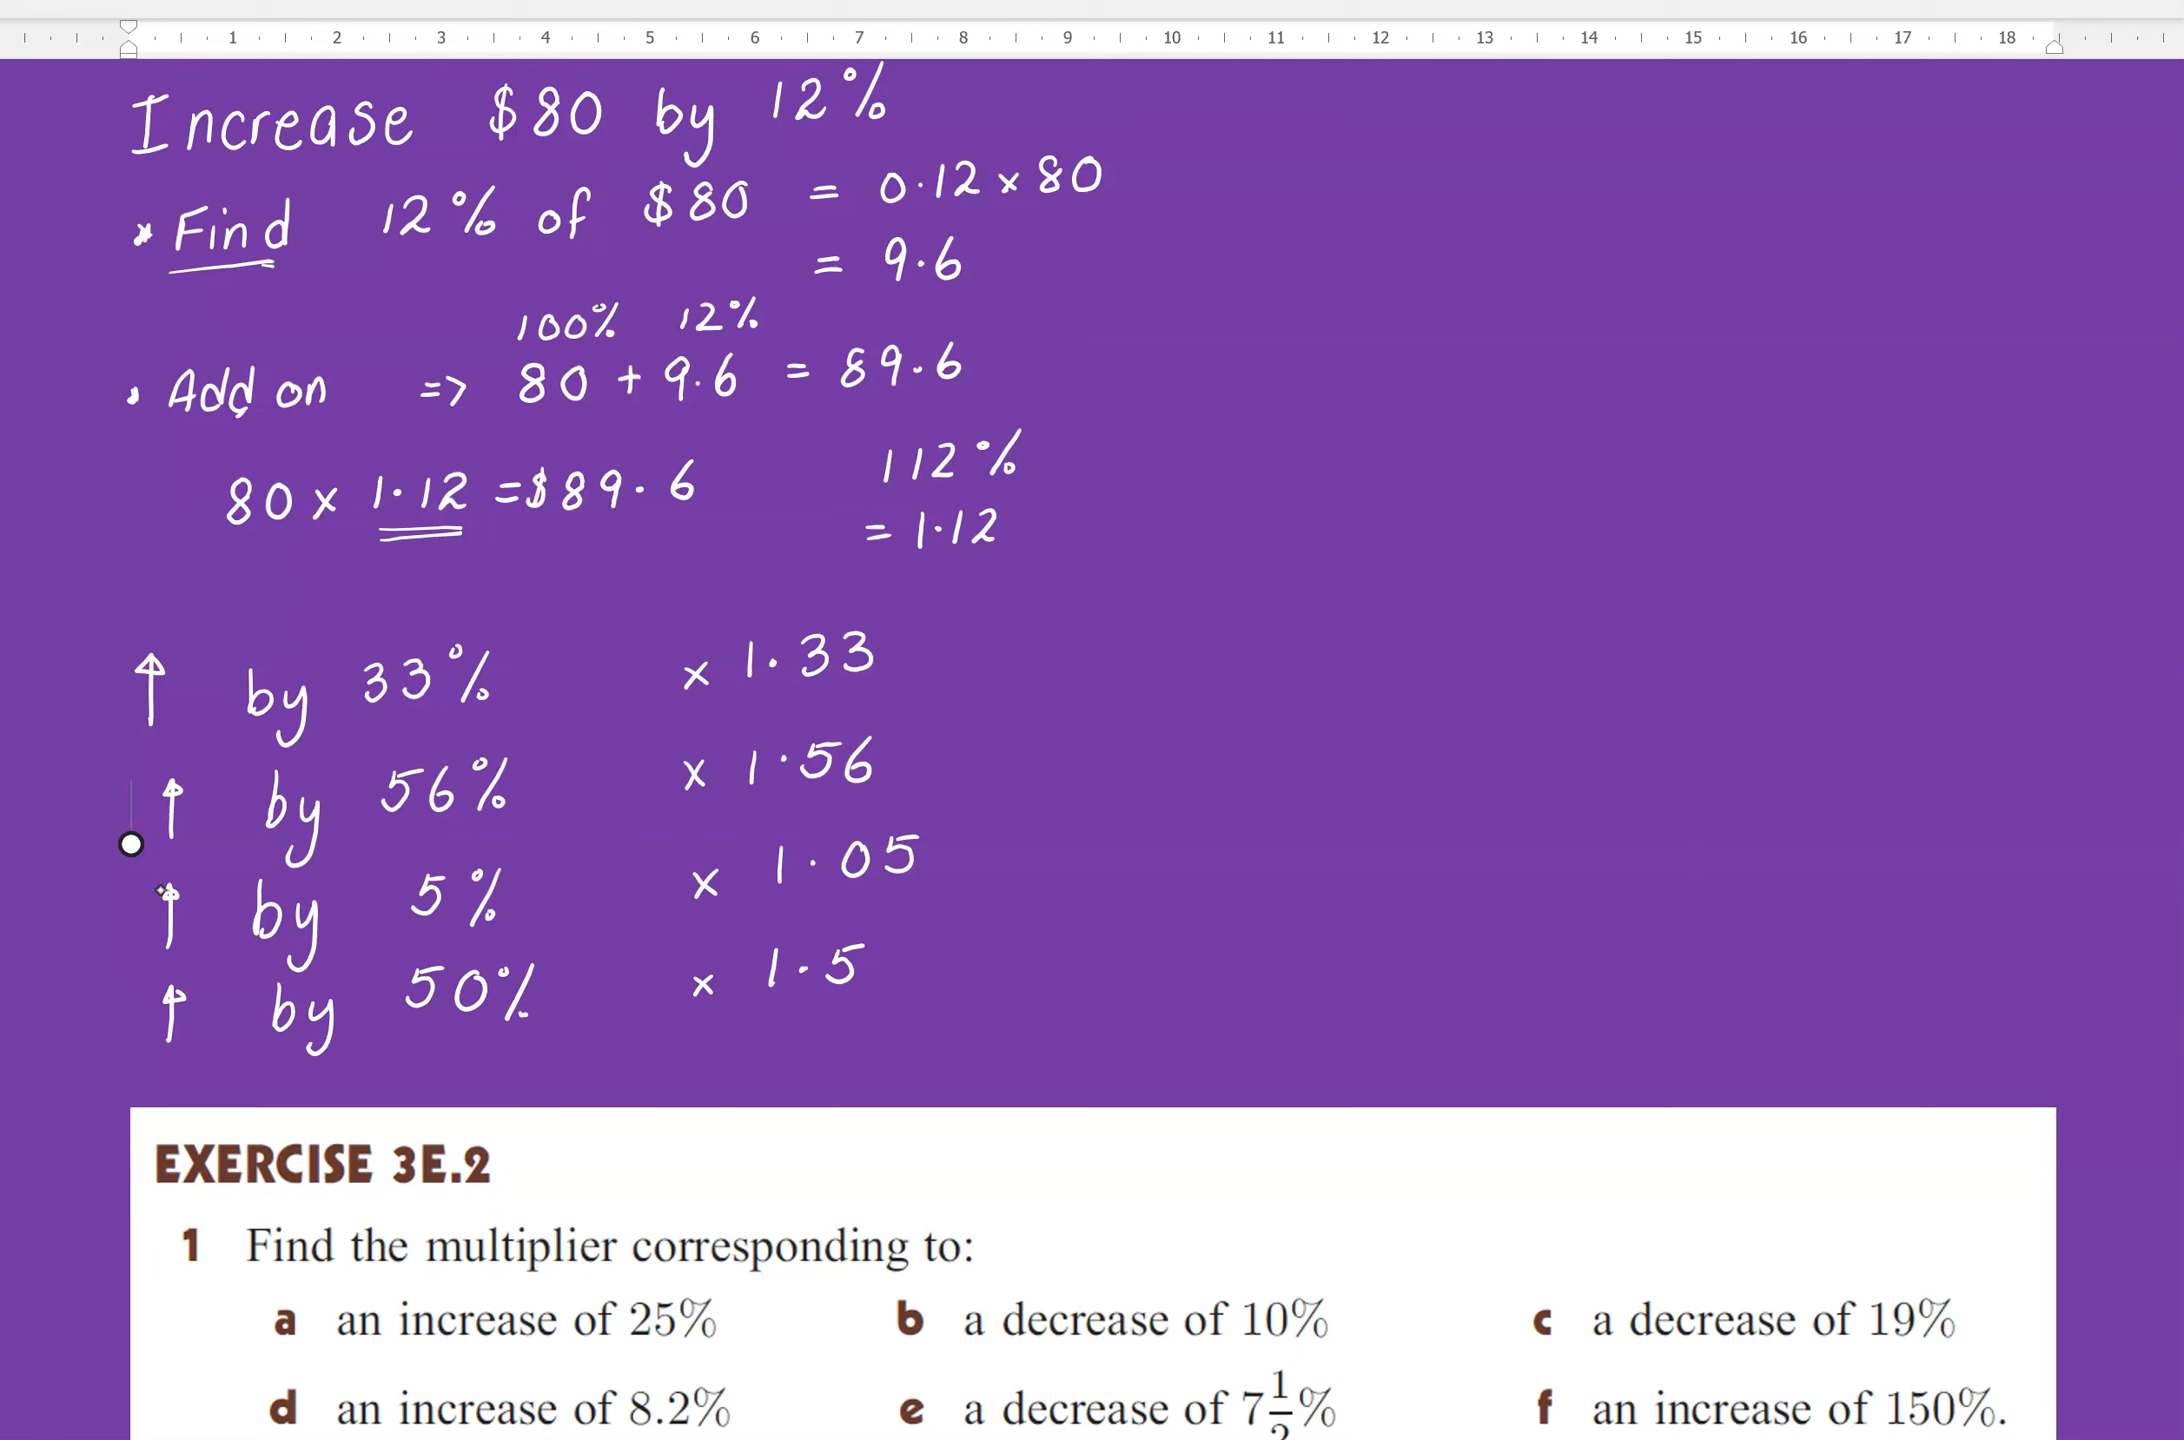 1 2 3 4 5 6 7 8 9 10 11 12 13 14 15 16 17 18
Increase $80 by 12%
* Find 12% of $80 = 0.12 × 80
= 9.6
100% 12%
• Add on => 80 + 9.6 = 89.6
112%
80 × 1.12 = $89.6
= 1.12
↑ by 33% × 1.33
↑ by 56% × 1.56
↑ by 5% × 1.05
↑ by 50% × 1.5
EXERCISE 3E.2
1 Find the multiplier corresponding to:
a an increase of 25% b a decrease of 10% c a decrease of 19%
d an increase of 8.2% e a decrease of 7 1/2% f an increase of 150%.